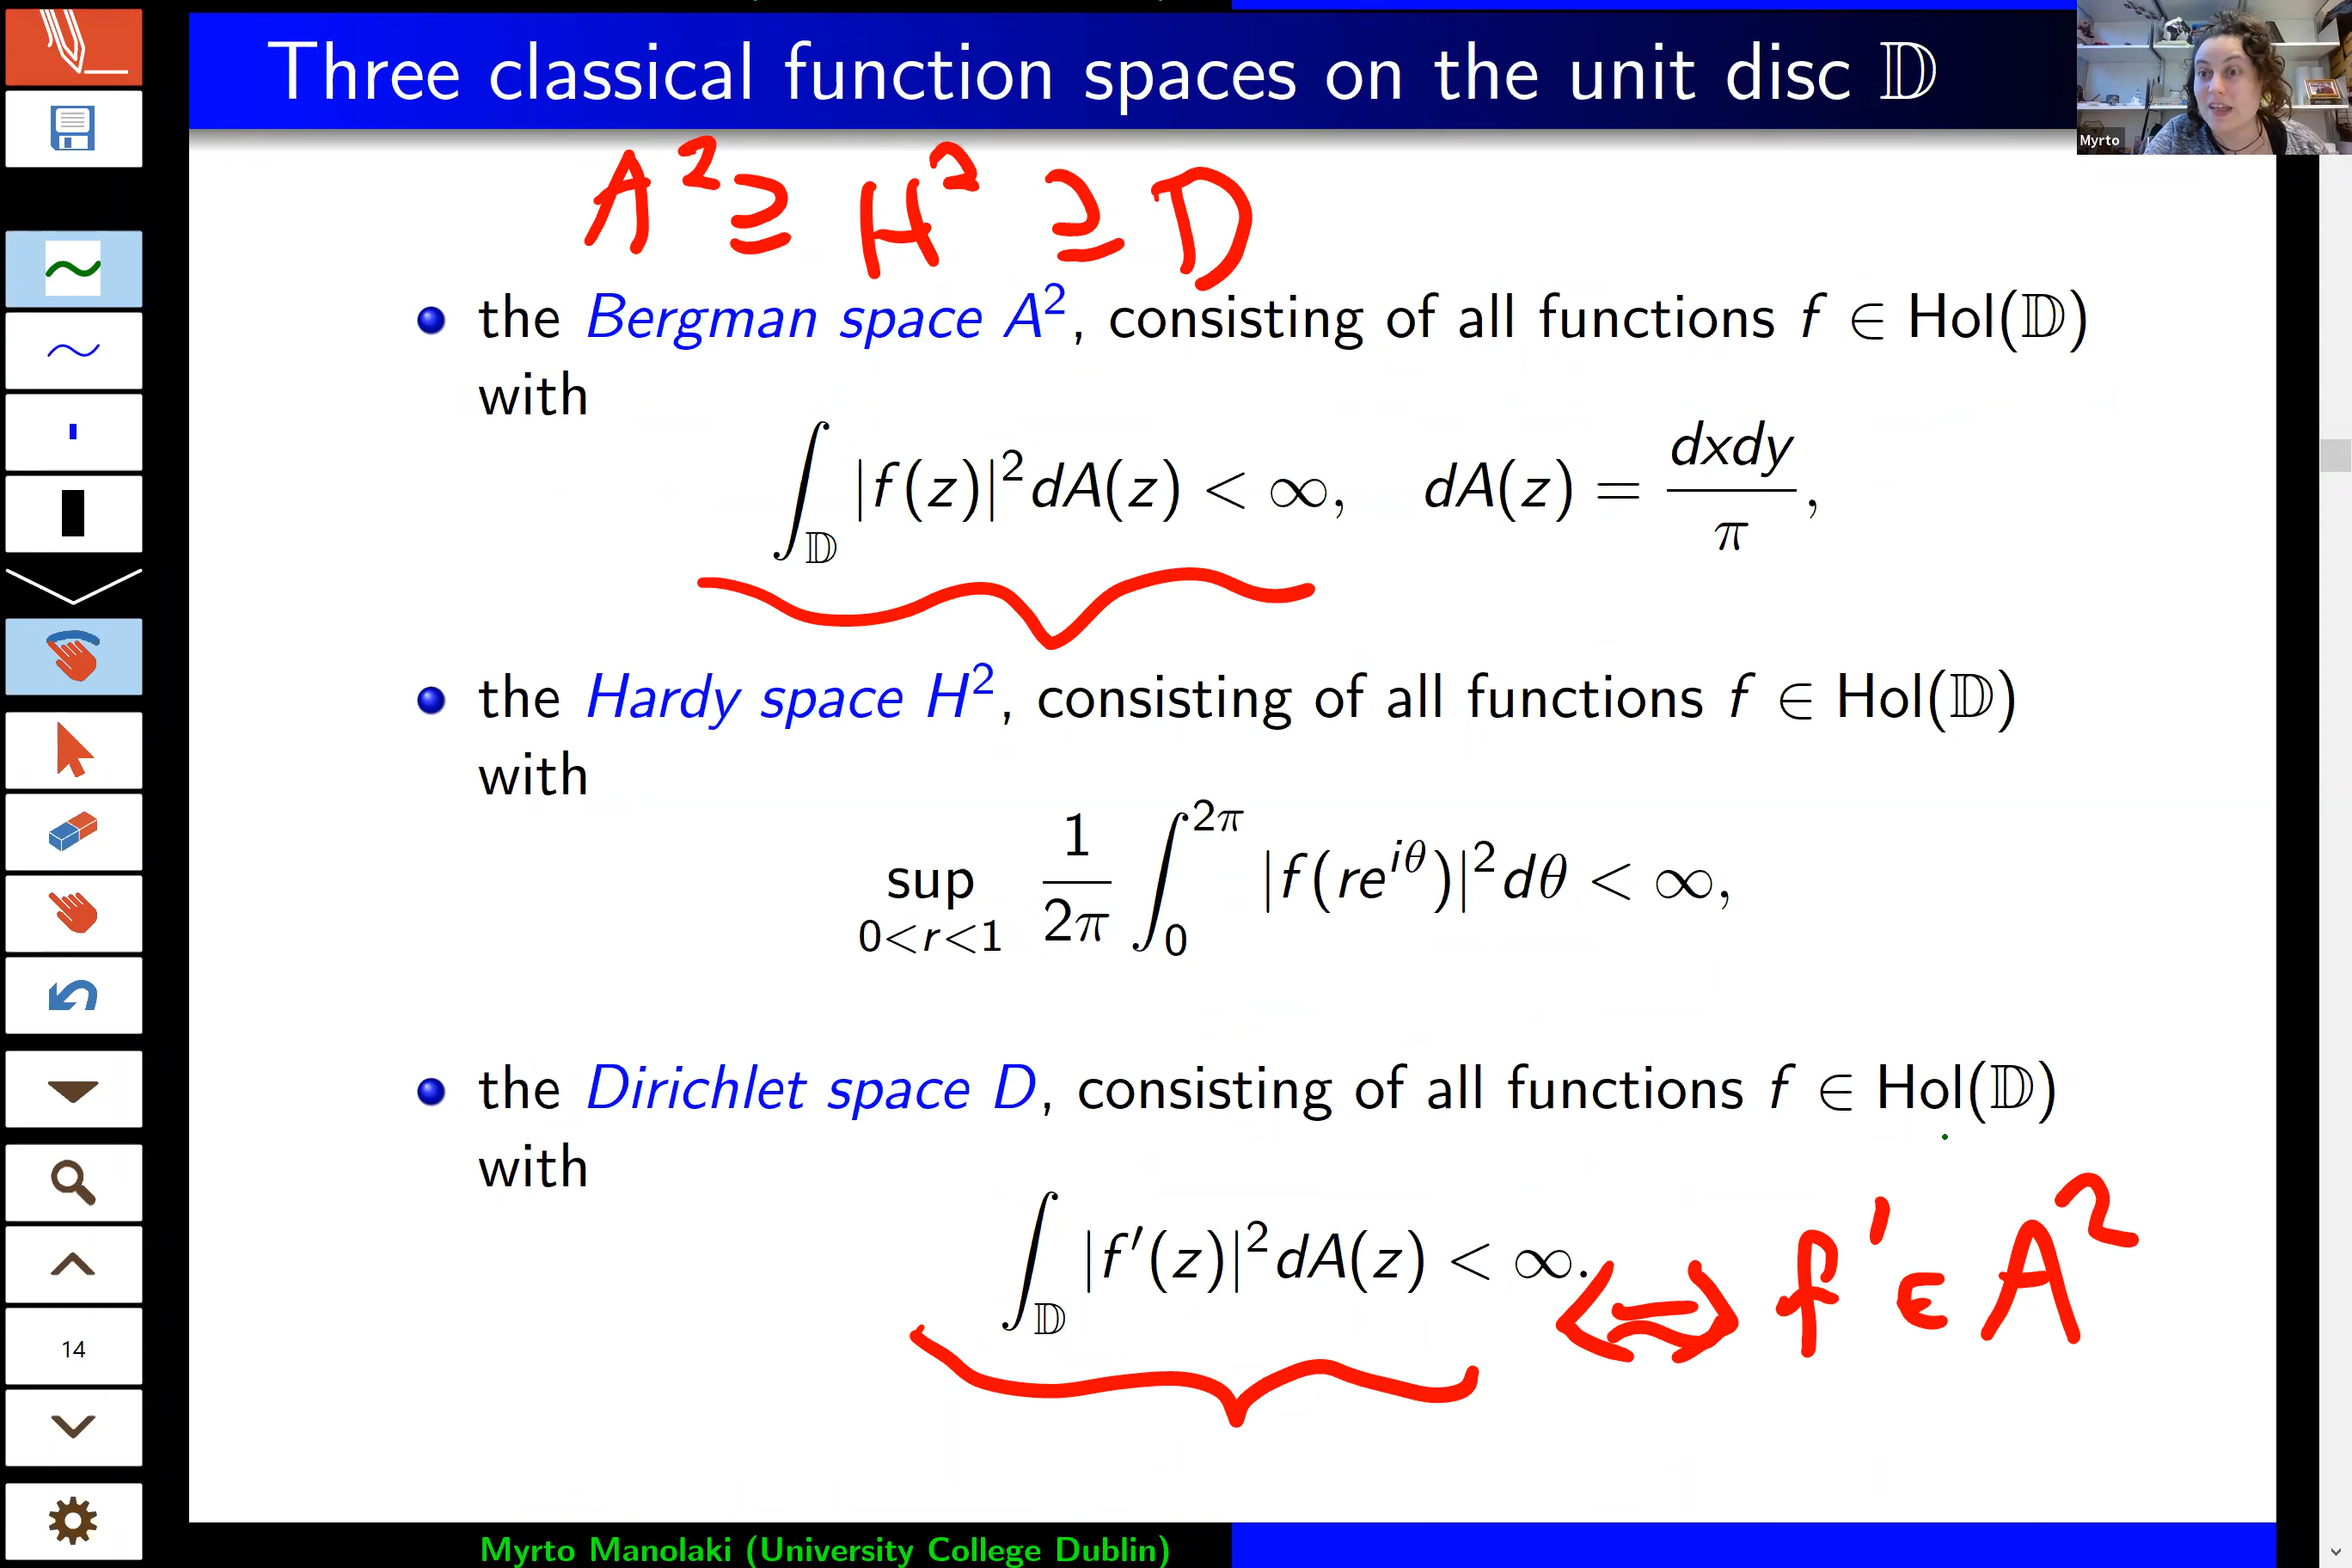 Three classical function spaces on the unit disc 𝔻
Myrto
A² ⊇ H² ⊇ D
the Bergman space A², consisting of all functions f ∈ Hol(𝔻)
with
∫_𝔻 |f(z)|² dA(z) < ∞, dA(z) = dxdy/π,
the Hardy space H², consisting of all functions f ∈ Hol(𝔻)
with
sup_{0<r<1} 1/2π ∫_0^{2π} |f(re^{iθ})|² dθ < ∞,
the Dirichlet space D, consisting of all functions f ∈ Hol(𝔻)
with
∫_𝔻 |f′(z)|² dA(z) < ∞. ⇔ f′ ∈ A²
14
Myrto Manolaki (University College Dublin)